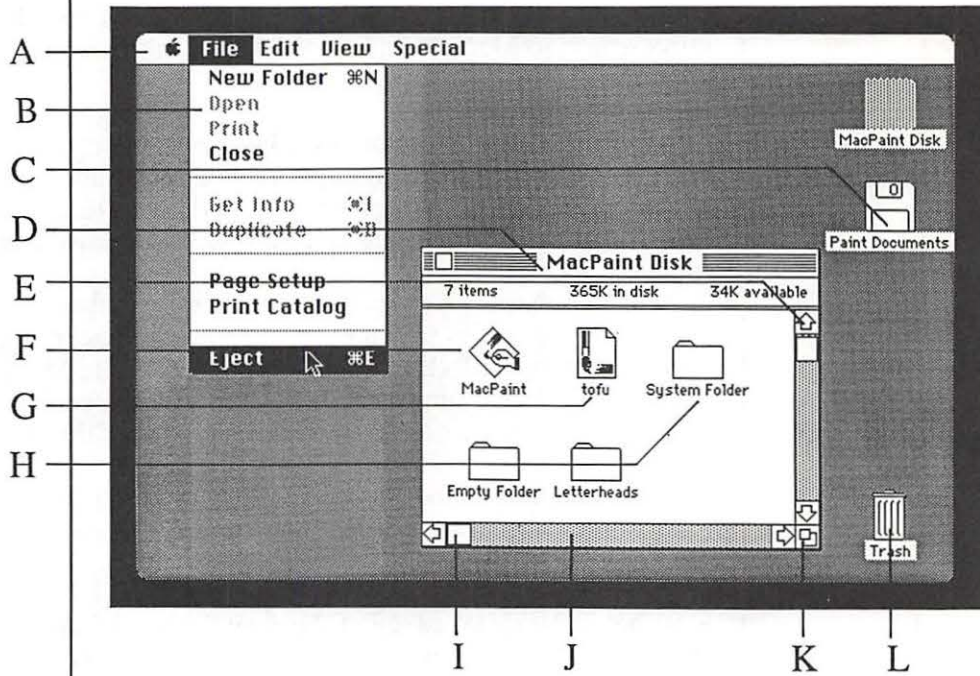 A
File Edit View Special
B
New Folder ⌘N
Open
Print
Close
Get Info ⌘I
Duplicate ⌘D
Page Setup
Print Catalog
Eject ⌘E
MacPaint Disk
C
Paint Documents
D
MacPaint Disk
E
7 items 365K in disk 34K available
F
MacPaint tofu System Folder
G
H
Empty Folder Letterheads
Trash
I J K L